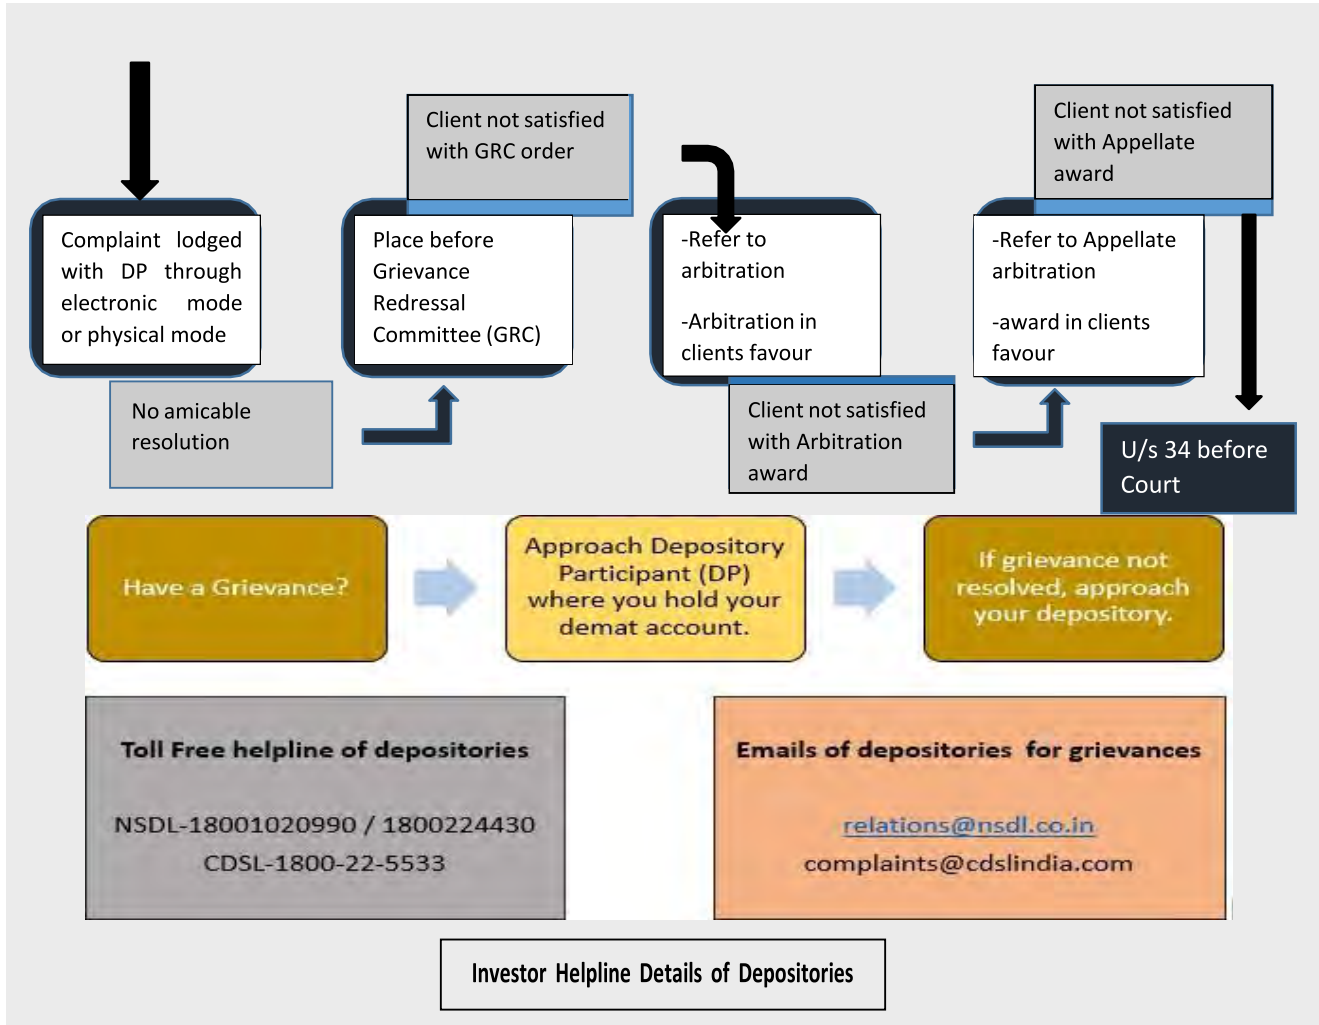 Client not satisfied
with GRC order
Client not satisfied
with Appellate
award
Complaint lodged
with DP through
electronic mode
or physical mode
Place before
Grievance
Redressal
Committee (GRC)
-Refer to
arbitration
-Arbitration in
clients favour
-Refer to Appellate
arbitration
-award in clients
favour
No amicable
resolution
Client not satisfied
with Arbitration
award
U/s 34 before
Court
Have a Grievance?
Approach Depository
Participant (DP)
where you hold your
demat account.
If grievance not
resolved, approach
your depository.
Toll Free helpline of depositories
NSDL-18001020990 / 1800224430
CDSL-1800-22-5533
Emails of depositories for grievances
relations@nsdl.co.in
complaints@cdslindia.com
Investor Helpline Details of Depositories